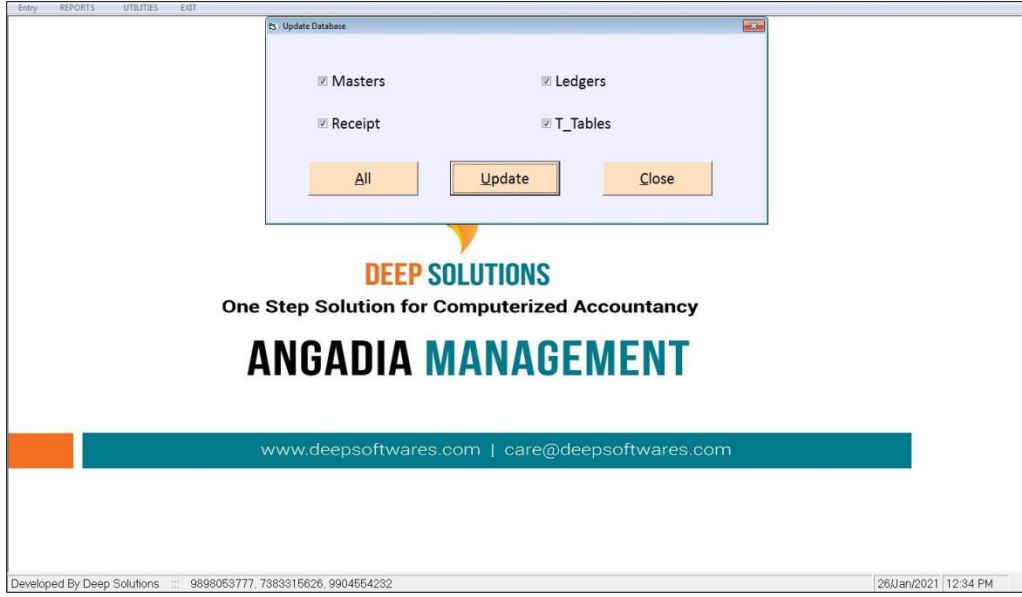 Entry REPORTS UTILITIES EXIT
Update Database
Masters Ledgers
Receipt T_Tables
All Update Close
DEEP SOLUTIONS
One Step Solution for Computerized Accountancy
ANGADIA MANAGEMENT
www.deepsoftwares.com | care@deepsoftwares.com
Developed By Deep Solutions ::: 9898053777, 7383315626, 9904554232 26/Jan/2021 12:34 PM